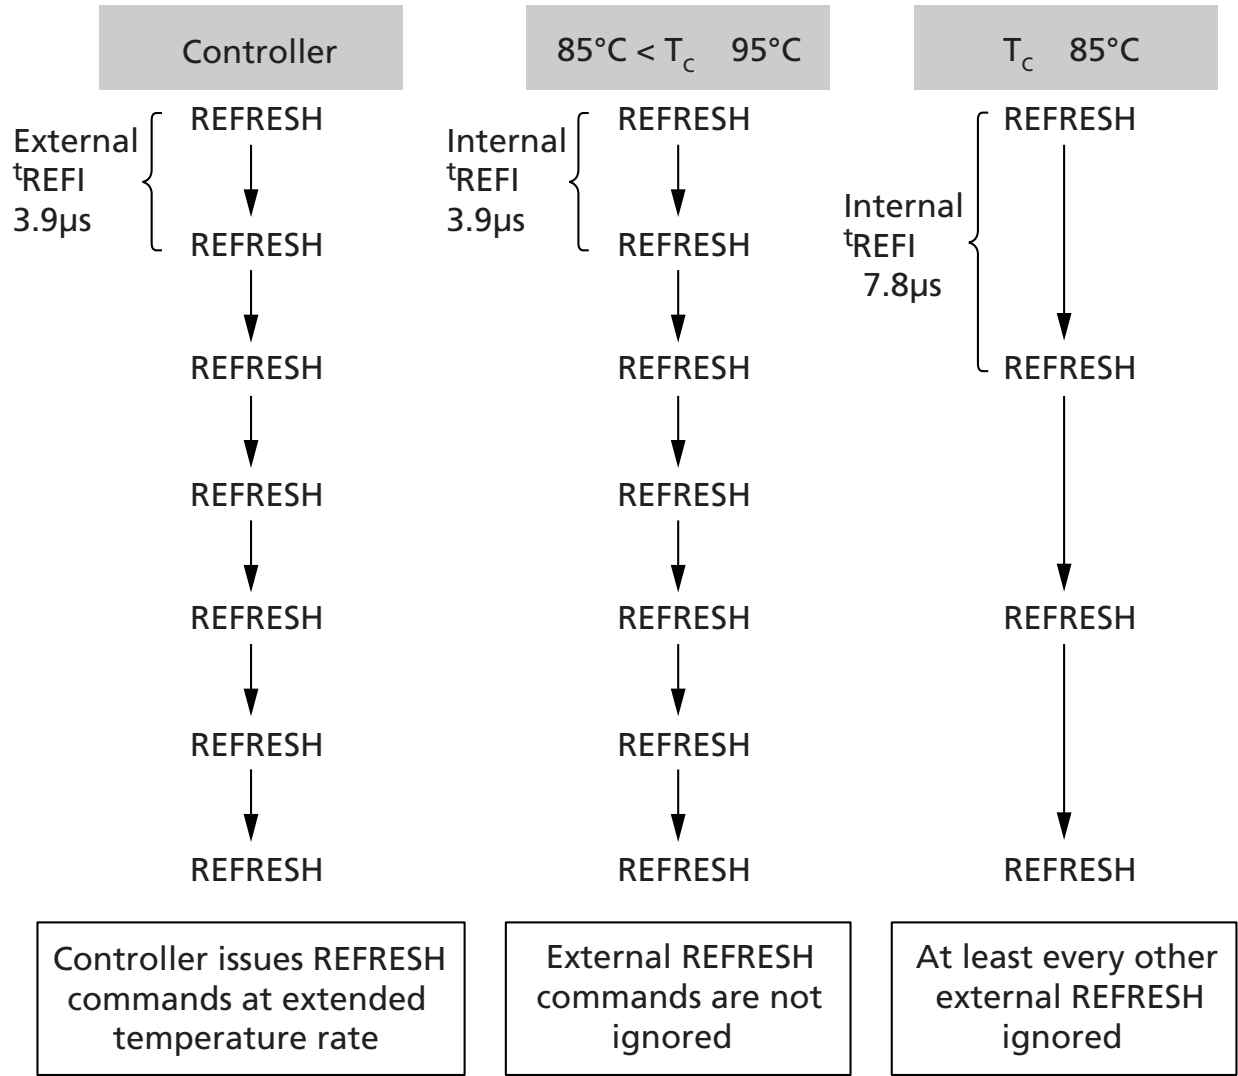 Controller
External
tREFI
3.9µs
REFRESH
REFRESH
REFRESH
REFRESH
REFRESH
REFRESH
REFRESH
Controller issues REFRESH
commands at extended
temperature rate
85°C < Tc 95°C
Internal
tREFI
3.9µs
REFRESH
REFRESH
REFRESH
REFRESH
REFRESH
REFRESH
REFRESH
External REFRESH
commands are not
ignored
Tc 85°C
Internal
tREFI
7.8µs
REFRESH
REFRESH
REFRESH
REFRESH
At least every other
external REFRESH
ignored